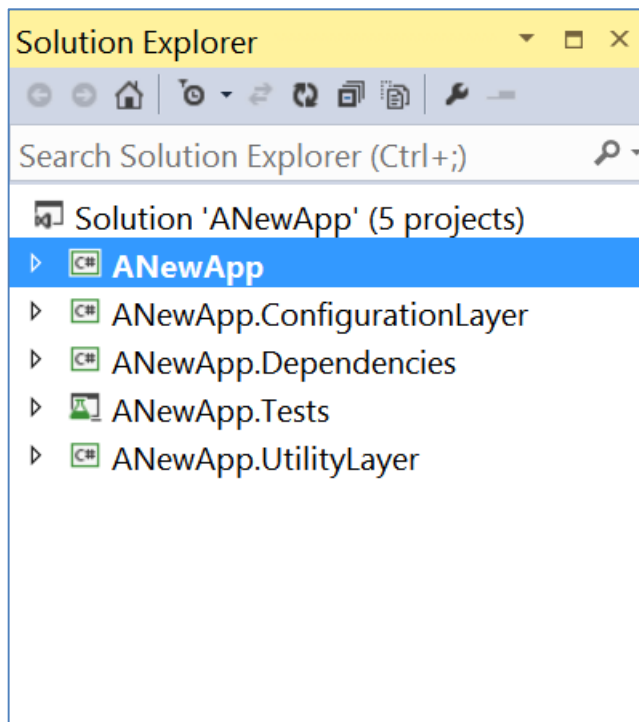 Solution Explorer
Search Solution Explorer (Ctrl+;)
Solution 'ANewApp' (5 projects)
C# ANewApp
C# ANewApp.ConfigurationLayer
C# ANewApp.Dependencies
ANewApp.Tests
C# ANewApp.UtilityLayer